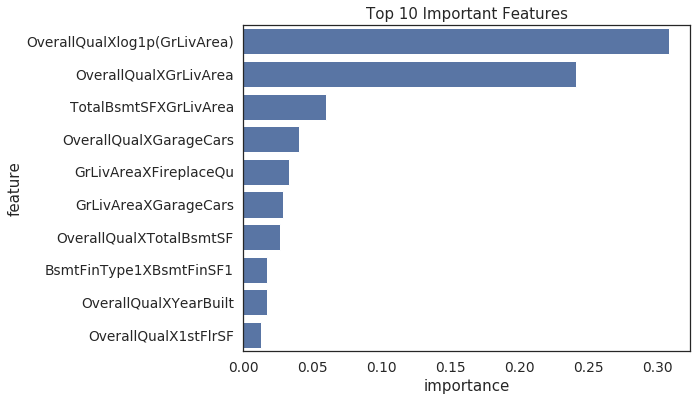 Top 10 Important Features
OverallQualXlog1p(GrLivArea)
OverallQualXGrLivArea
TotalBsmtSFXGrLivArea
OverallQualXGarageCars
GrLivAreaXFireplaceQu
GrLivAreaXGarageCars
OverallQualXTotalBsmtSF
BsmtFinType1XBsmtFinSF1
OverallQualXYearBuilt
OverallQualX1stFlrSF
feature
0.00 0.05 0.10 0.15 0.20 0.25 0.30
importance